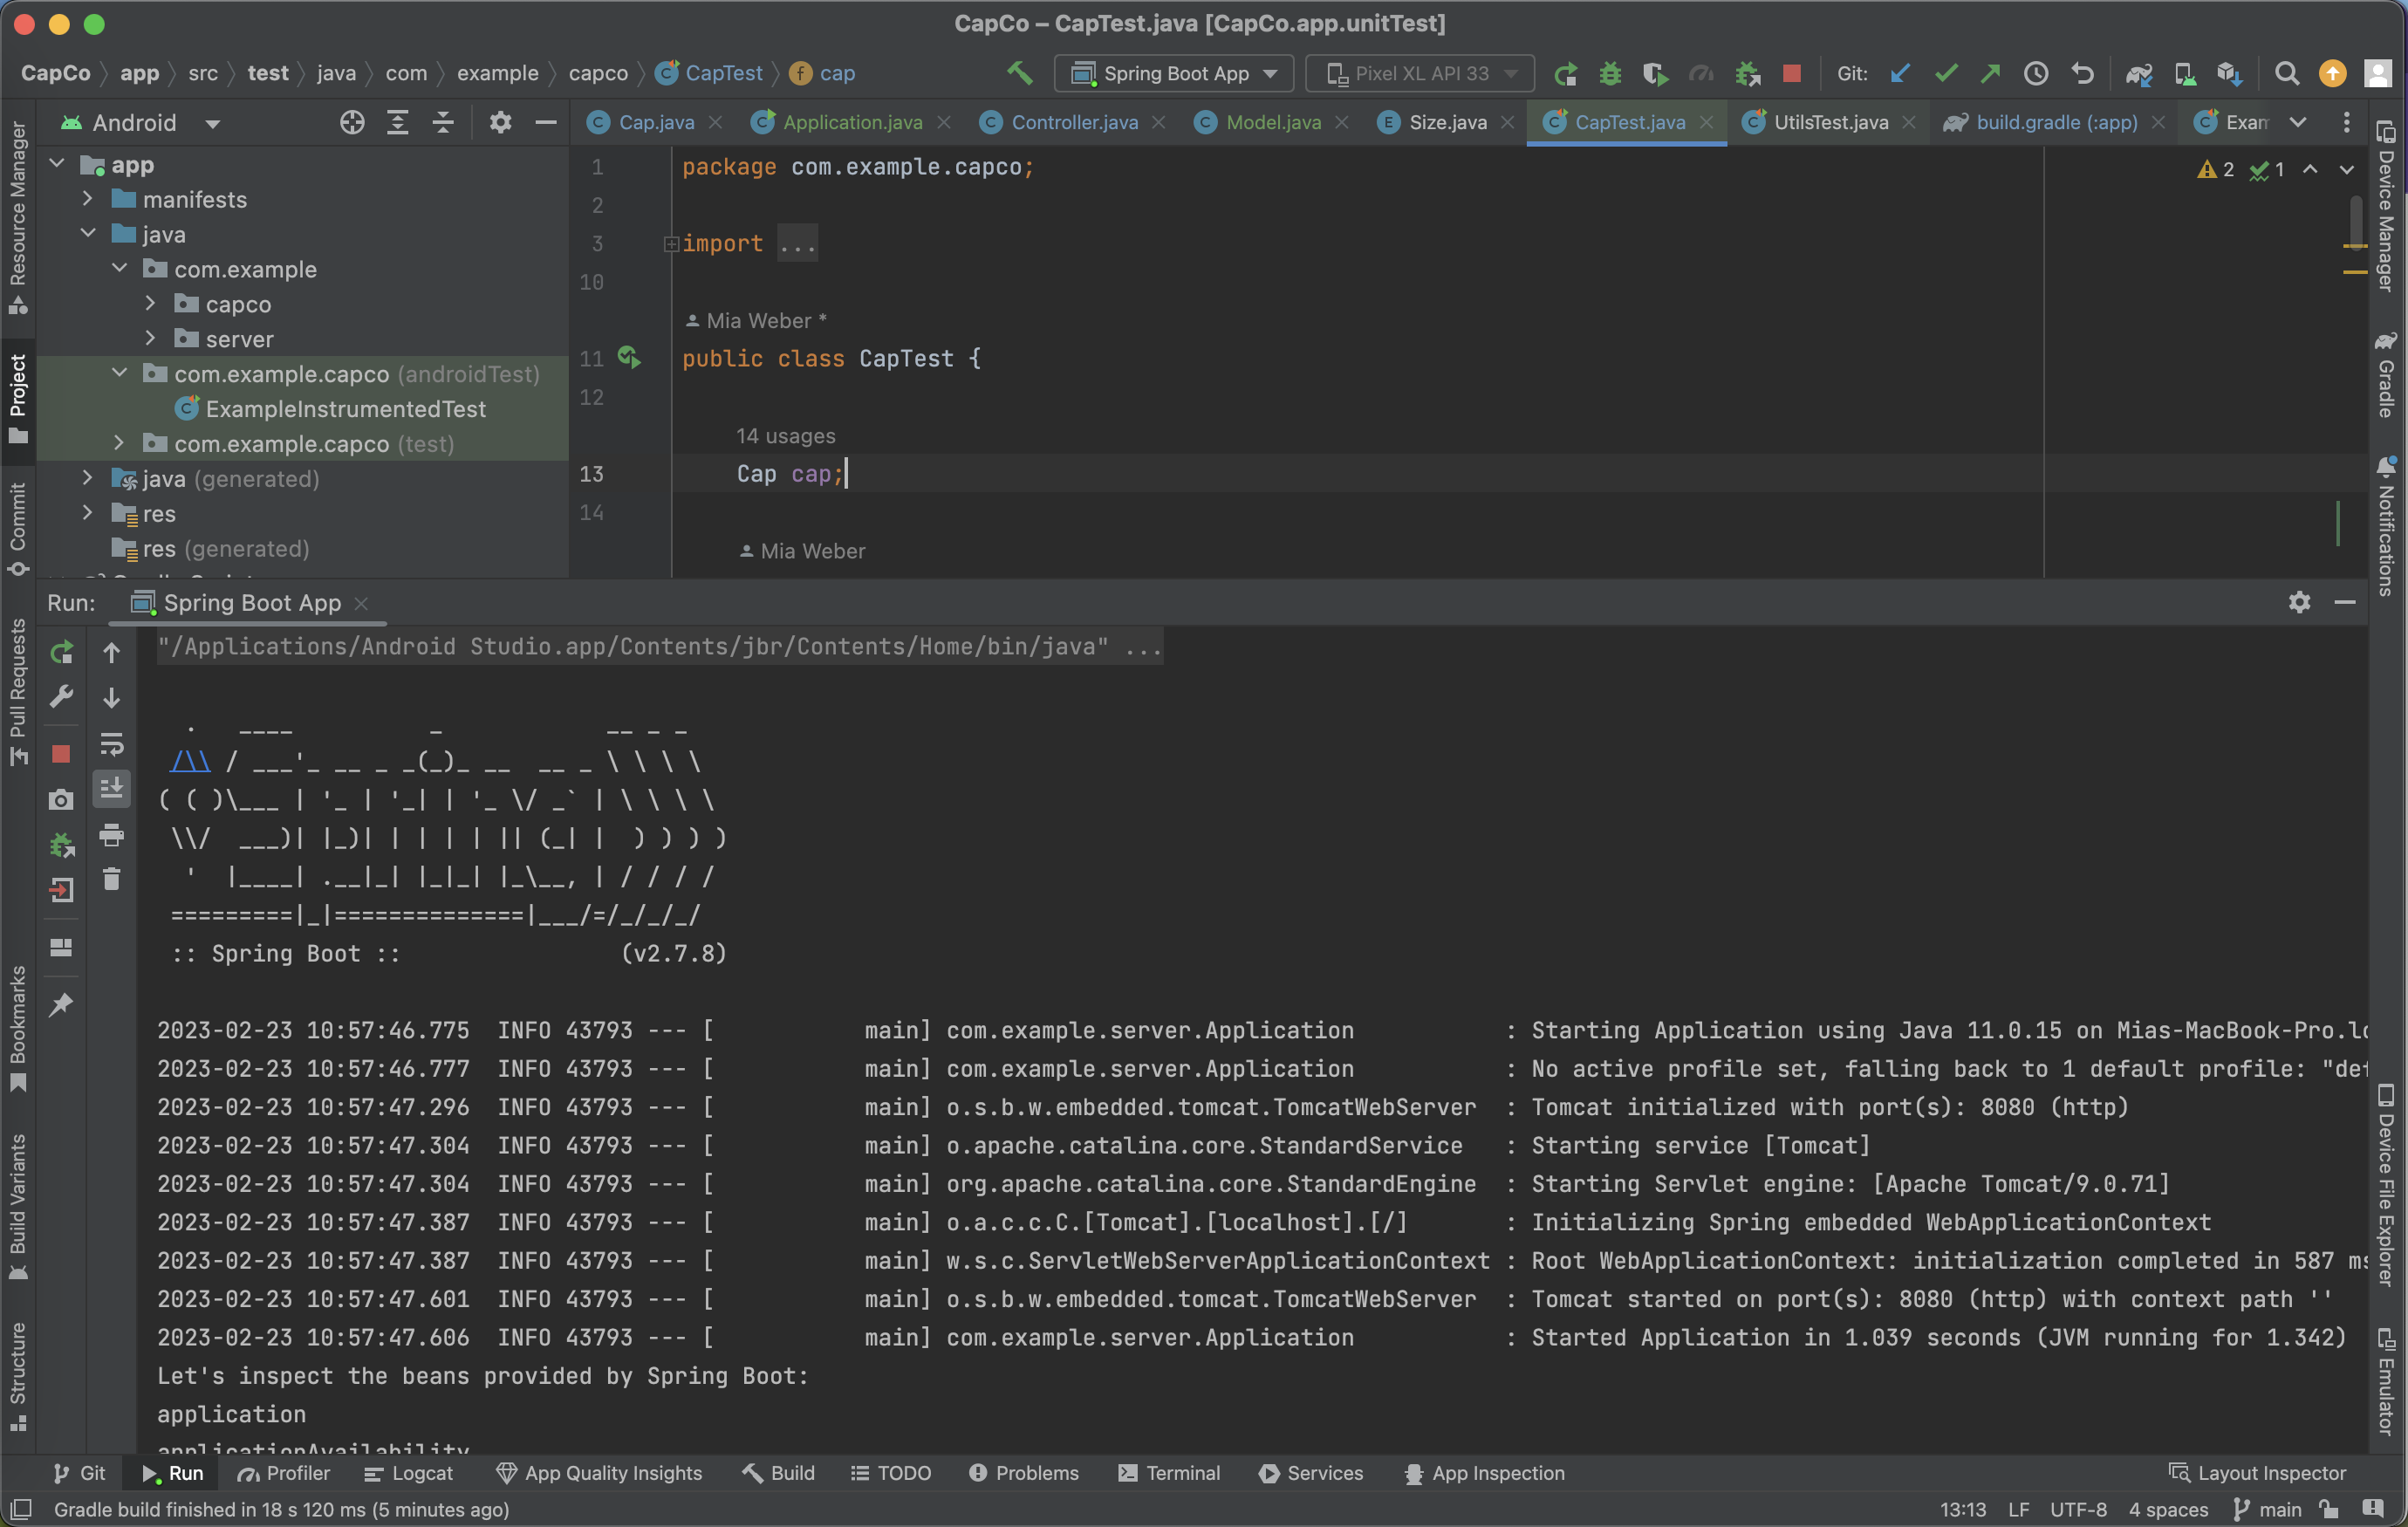 CapCo – CapTest.java [CapCo.app.unitTest]
CapCo app src test java com example capco CapTest cap
Spring Boot App Pixel XL API 33 Git:
Android
Cap.java Application.java Controller.java Model.java Size.java CapTest.java UtilsTest.java build.gradle (:app) Exam
app
manifests
java
com.example
capco
server
com.example.capco (androidTest)
ExampleInstrumentedTest
com.example.capco (test)
java (generated)
res
res (generated)
1 package com.example.capco;
2
3 import ...
10
Mia Weber *
11 public class CapTest {
12
14 usages
13 Cap cap;
14
Mia Weber
2 1
Resource Manager
Project
Commit
Pull Requests
Bookmarks
Build Variants
Structure
Device Manager
Gradle
Notifications
Device File Explorer
Emulator
Run: Spring Boot App
"/Applications/Android Studio.app/Contents/jbr/Contents/Home/bin/java" ...
  .   ____          _            __ _ _
 /\\ / ___'_ __ _ _(_)_ __  __ _ \ \ \ \
( ( )\___ | '_ | '_| | '_ \/ _` | \ \ \ \
 \\/  ___)| |_)| | | | | || (_| |  ) ) ) )
  '  |____| .__|_| |_|_| |_\__, | / / / /
 =========|_|==============|___/=/_/_/_/
 :: Spring Boot ::                (v2.7.8)
2023-02-23 10:57:46.775  INFO 43793 --- [           main] com.example.server.Application           : Starting Application using Java 11.0.15 on Mias-MacBook-Pro.lo
2023-02-23 10:57:46.777  INFO 43793 --- [           main] com.example.server.Application           : No active profile set, falling back to 1 default profile: "def
2023-02-23 10:57:47.296  INFO 43793 --- [           main] o.s.b.w.embedded.tomcat.TomcatWebServer  : Tomcat initialized with port(s): 8080 (http)
2023-02-23 10:57:47.304  INFO 43793 --- [           main] o.apache.catalina.core.StandardService   : Starting service [Tomcat]
2023-02-23 10:57:47.304  INFO 43793 --- [           main] org.apache.catalina.core.StandardEngine  : Starting Servlet engine: [Apache Tomcat/9.0.71]
2023-02-23 10:57:47.387  INFO 43793 --- [           main] o.a.c.c.C.[Tomcat].[localhost].[/]       : Initializing Spring embedded WebApplicationContext
2023-02-23 10:57:47.387  INFO 43793 --- [           main] w.s.c.ServletWebServerApplicationContext : Root WebApplicationContext: initialization completed in 587 ms
2023-02-23 10:57:47.601  INFO 43793 --- [           main] o.s.b.w.embedded.tomcat.TomcatWebServer  : Tomcat started on port(s): 8080 (http) with context path ''
2023-02-23 10:57:47.606  INFO 43793 --- [           main] com.example.server.Application           : Started Application in 1.039 seconds (JVM running for 1.342)
Let's inspect the beans provided by Spring Boot:
application
applicationAvailability
Git Run Profiler Logcat App Quality Insights Build TODO Problems Terminal Services App Inspection Layout Inspector
Gradle build finished in 18 s 120 ms (5 minutes ago) 13:13 LF UTF-8 4 spaces main